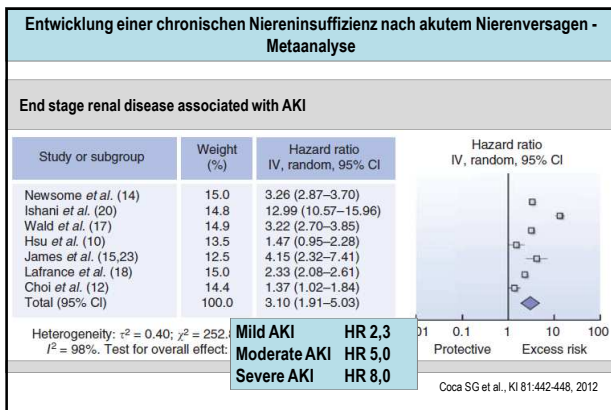 Entwicklung einer chronischen Niereninsuffizienz nach akutem Nierenversagen -
Metaanalyse
End stage renal disease associated with AKI
Study or subgroup Weight (%) Hazard ratio IV, random, 95% CI
Newsome et al. (14) 15.0 3.26 (2.87–3.70)
Ishani et al. (20) 14.8 12.99 (10.57–15.96)
Wald et al. (17) 14.9 3.22 (2.70–3.85)
Hsu et al. (10) 13.5 1.47 (0.95–2.28)
James et al. (15,23) 12.5 4.15 (2.32–7.41)
Lafrance et al. (18) 15.0 2.33 (2.08–2.61)
Choi et al. (12) 14.4 1.37 (1.02–1.84)
Total (95% CI) 100.0 3.10 (1.91–5.03)
Heterogeneity: τ² = 0.40; χ² = 252.
I² = 98%. Test for overall effect:
Hazard ratio
IV, random, 95% CI
01 0.1 1 10 100
Protective Excess risk
Mild AKI HR 2,3
Moderate AKI HR 5,0
Severe AKI HR 8,0
Coca SG et al., KI 81:442-448, 2012